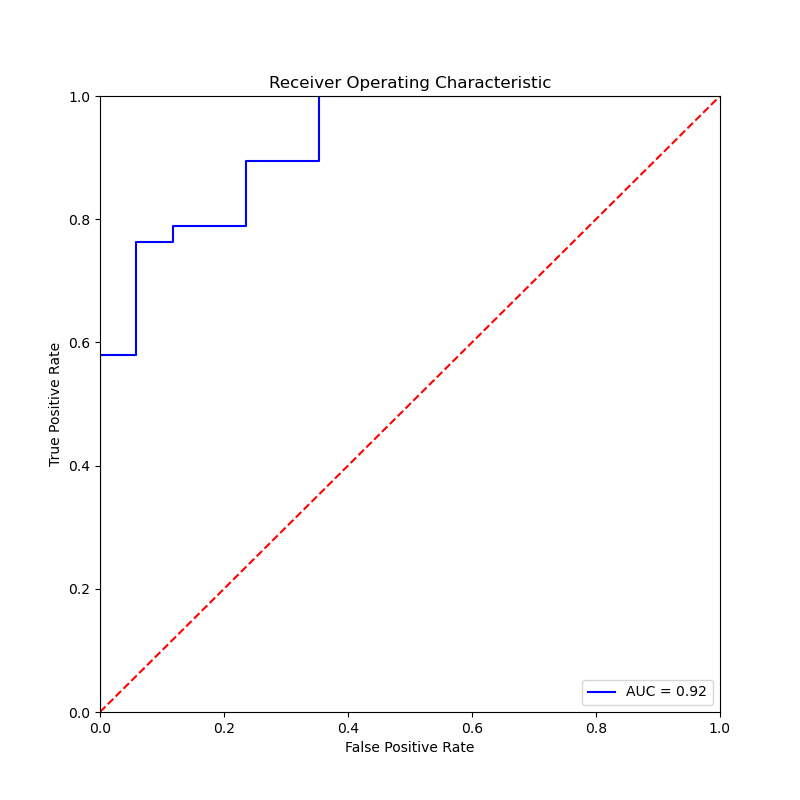 Receiver Operating Characteristic
1.0
0.8
0.6
0.4
0.2
0.0
True Positive Rate
AUC = 0.92
0.0 0.2 0.4 0.6 0.8 1.0
False Positive Rate